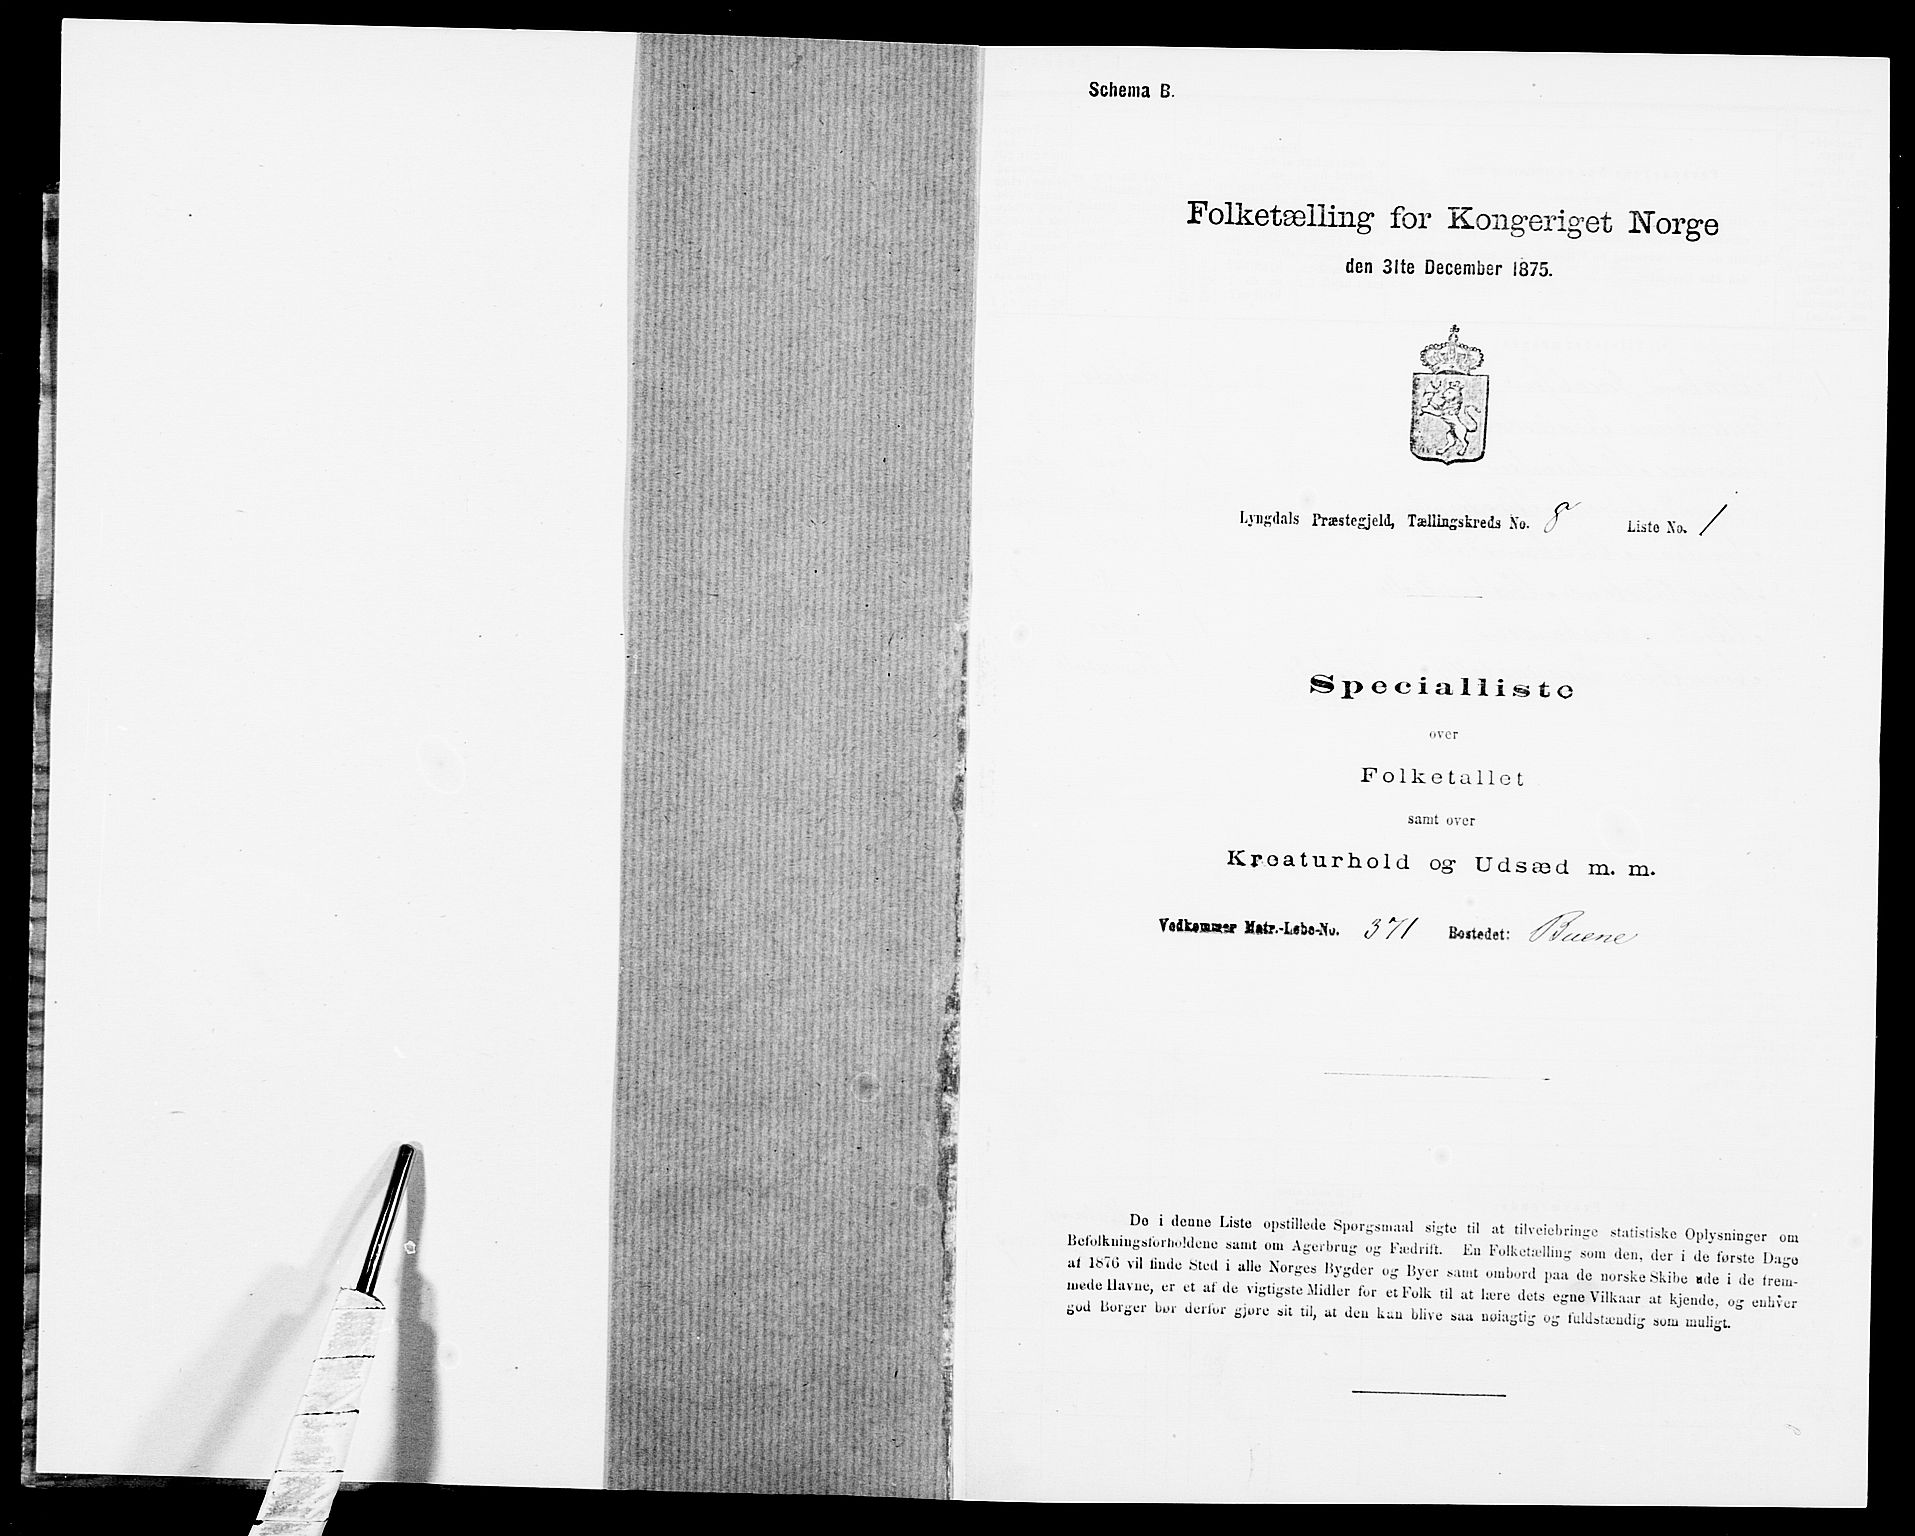 Schema B.
Folketælling for Kongeriget Norge
den 31te December 1875.
Lyngdals Præstegjeld, Tællingskreds No. 8 Liste No. 1
Specialliste
over
Folketallet
samt over
Kreaturhold og Udsæd m. m.
Vedkommer Matr.-Løbe-No. 371 Bostedet: Buene
De i denne Liste opstillede Spørgsmaal sigte til at tilveiebringe statistiske Oplysninger om
Befolkningsforholdene samt om Agerbrug og Fædrift. En Folketælling som den, der i de første Dage
af 1876 vil finde Sted i alle Norges Bygder og Byer samt ombord paa de norske Skibe ude i de frem-
mede Havne, er et af de vigtigste Midler for et Folk til at lære dets egne Vilkaar at kjende, og enhver
god Borger bør derfor gjøre sit til, at den kan blive saa nøiagtig og fuldstændig som muligt.